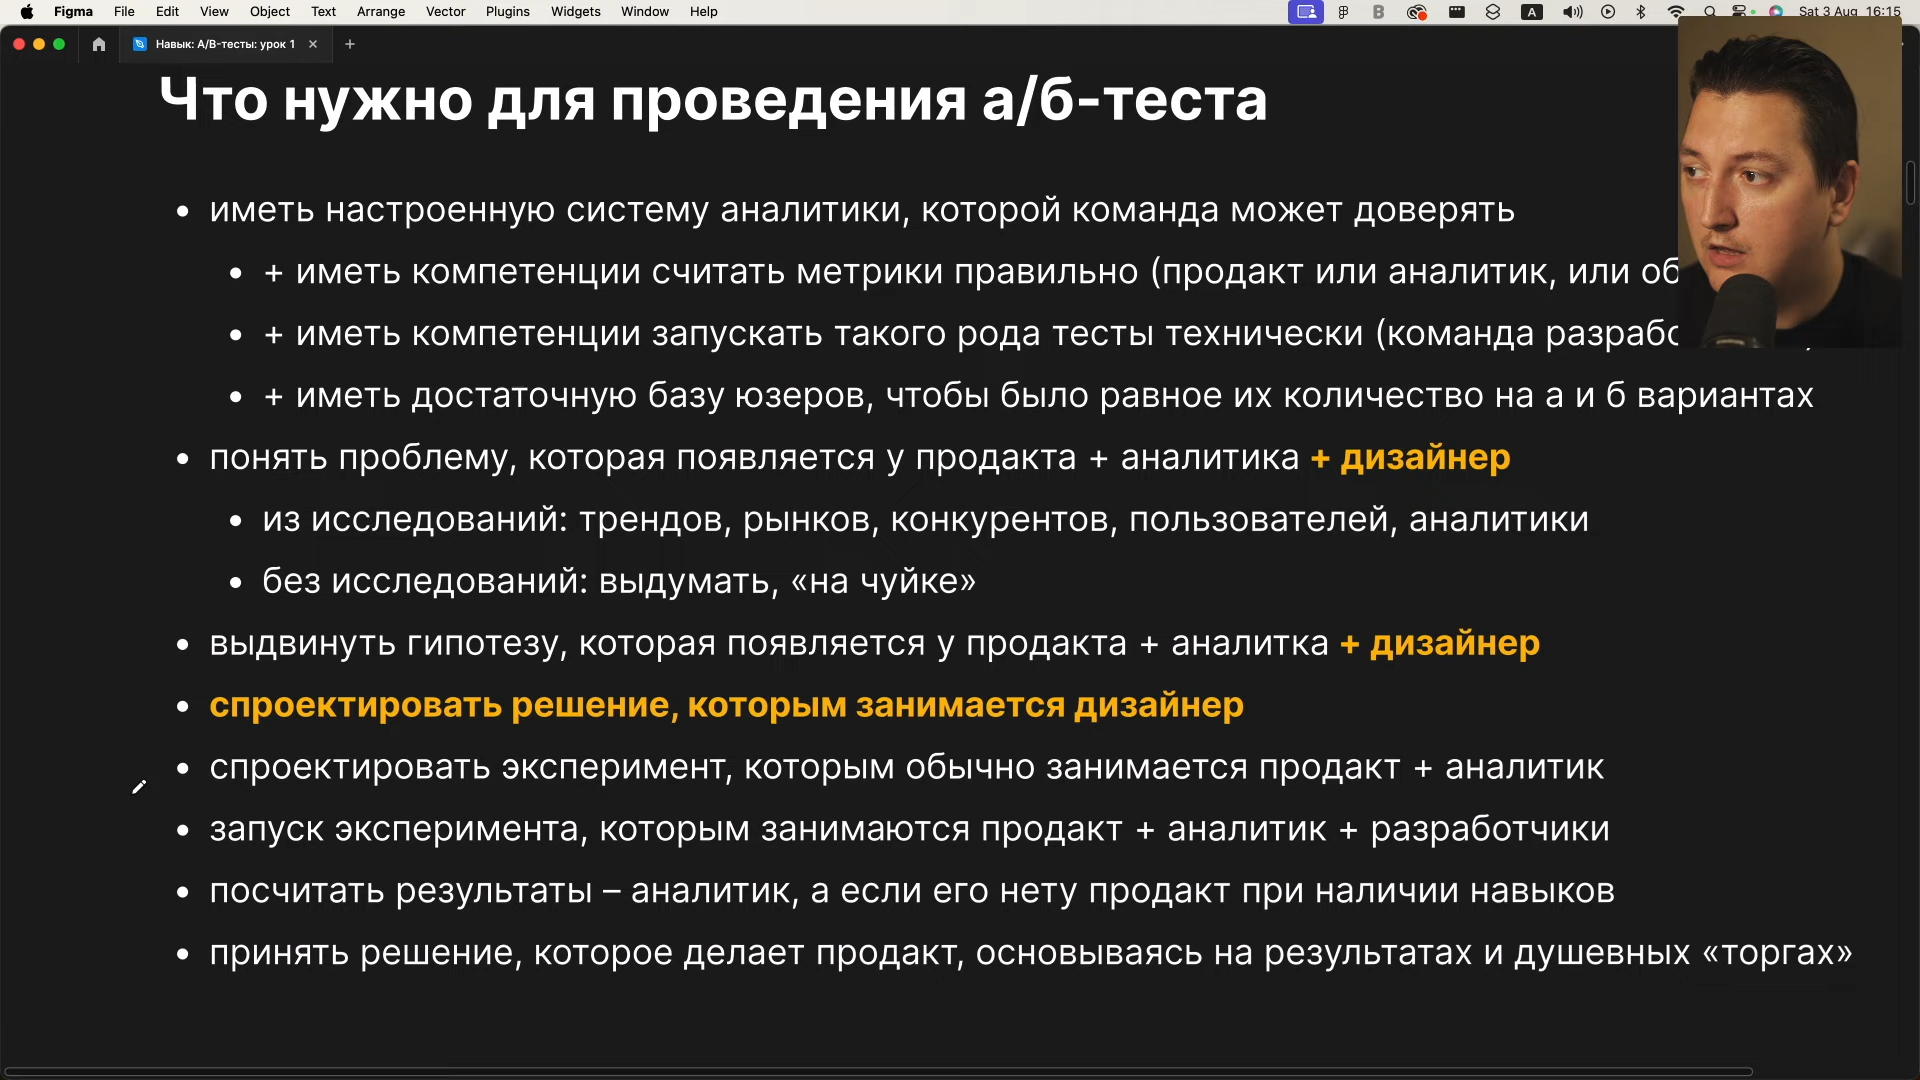 Figma File Edit View Object Text Arrange Vector Plugins Widgets Window Help A Sat 3 Aug 16:15
Навык: A/B-тесты: урок 1
Что нужно для проведения а/б-теста
• иметь настроенную систему аналитики, которой команда может доверять
• + иметь компетенции считать метрики правильно (продакт или аналитик, или
• + иметь компетенции запускать такого рода тесты технически (команда
• + иметь достаточную базу юзеров, чтобы было равное их количество на а и б вариантах
• понять проблему, которая появляется у продакта + аналитика + дизайнер
• из исследований: трендов, рынков, конкурентов, пользователей, аналитики
• без исследований: выдумать, «на чуйке»
• выдвинуть гипотезу, которая появляется у продакта + аналитка + дизайнер
• спроектировать решение, которым занимается дизайнер
• спроектировать эксперимент, которым обычно занимается продакт + аналитик
• запуск эксперимента, которым занимаются продакт + аналитик + разработчики
• посчитать результаты – аналитик, а если его нету продакт при наличии навыков
• принять решение, которое делает продакт, основываясь на результатах и душевных «торгах»